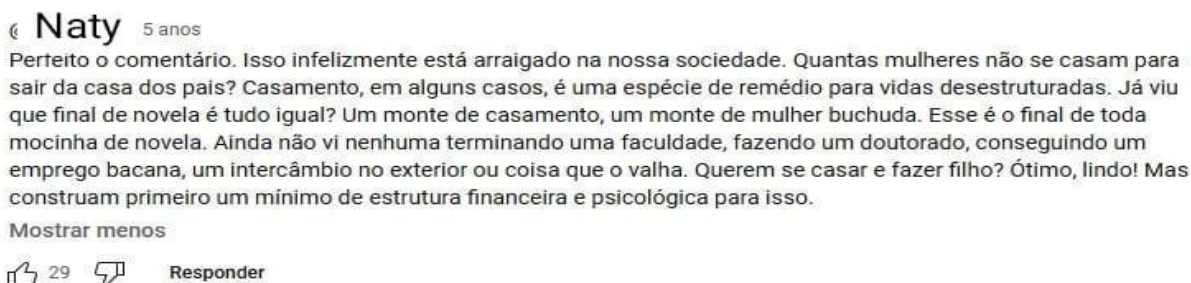 @ Naty 5 anos
Perfeito o comentário. Isso infelizmente está arraigado na nossa sociedade. Quantas mulheres não se casam para
sair da casa dos pais? Casamento, em alguns casos, é uma espécie de remédio para vidas desestruturadas. Já viu
que final de novela é tudo igual? Um monte de casamento, um monte de mulher buchuda. Esse é o final de toda
mocinha de novela. Ainda não vi nenhuma terminando uma faculdade, fazendo um doutorado, conseguindo um
emprego bacana, um intercâmbio no exterior ou coisa que o valha. Querem se casar e fazer filho? Ótimo, lindo! Mas
construam primeiro um mínimo de estrutura financeira e psicológica para isso.
Mostrar menos
29 Responder